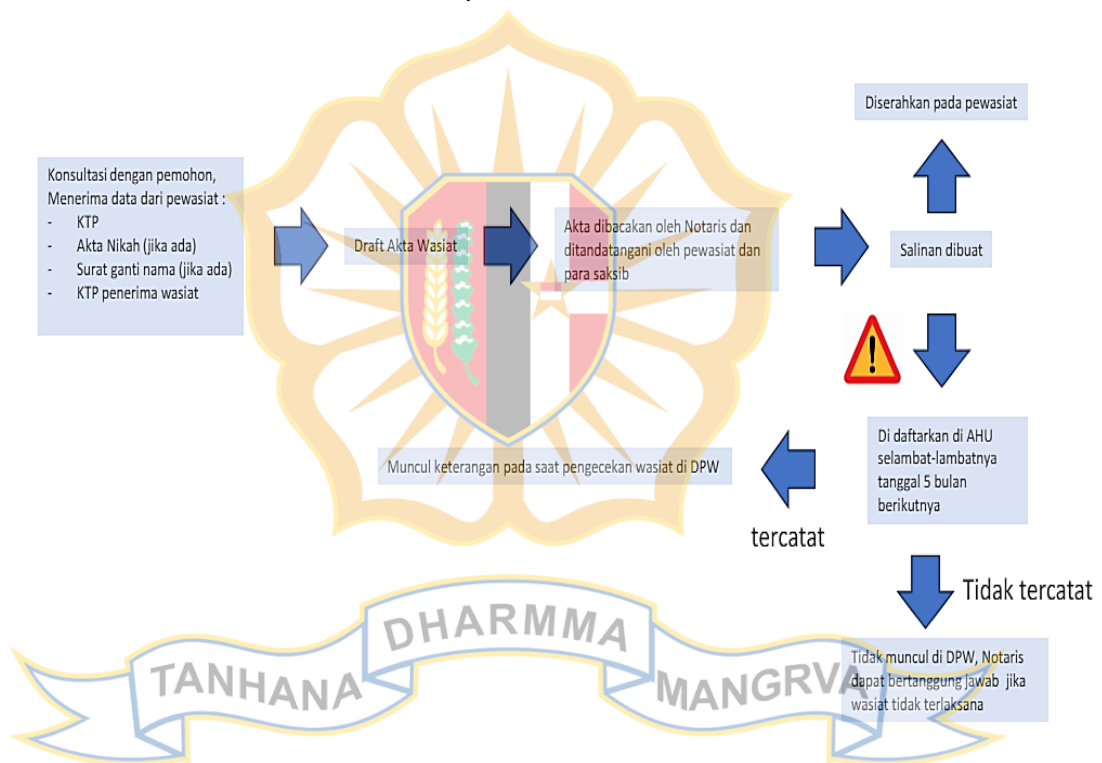 Konsultasi dengan pemohon,
Menerima data dari pewasiat :
- KTP
- Akta Nikah (jika ada)
- Surat ganti nama (jika ada)
- KTP penerima wasiat
Draft Akta Wasiat
Akta dibacakan oleh Notaris dan
ditandatangani oleh pewasiat dan
para saksib
Salinan dibuat
Diserahkan pada pewasiat
Di daftarkan di AHU
selambat-lambatnya
tanggal 5 bulan
berikutnya
tercatat
Muncul keterangan pada saat pengecekan wasiat di DPW
Tidak tercatat
Tidak muncul di DPW, Notaris
dapat bertanggung jawab jika
wasiat tidak terlaksana
TANHANA DHARMMA MANGRVA